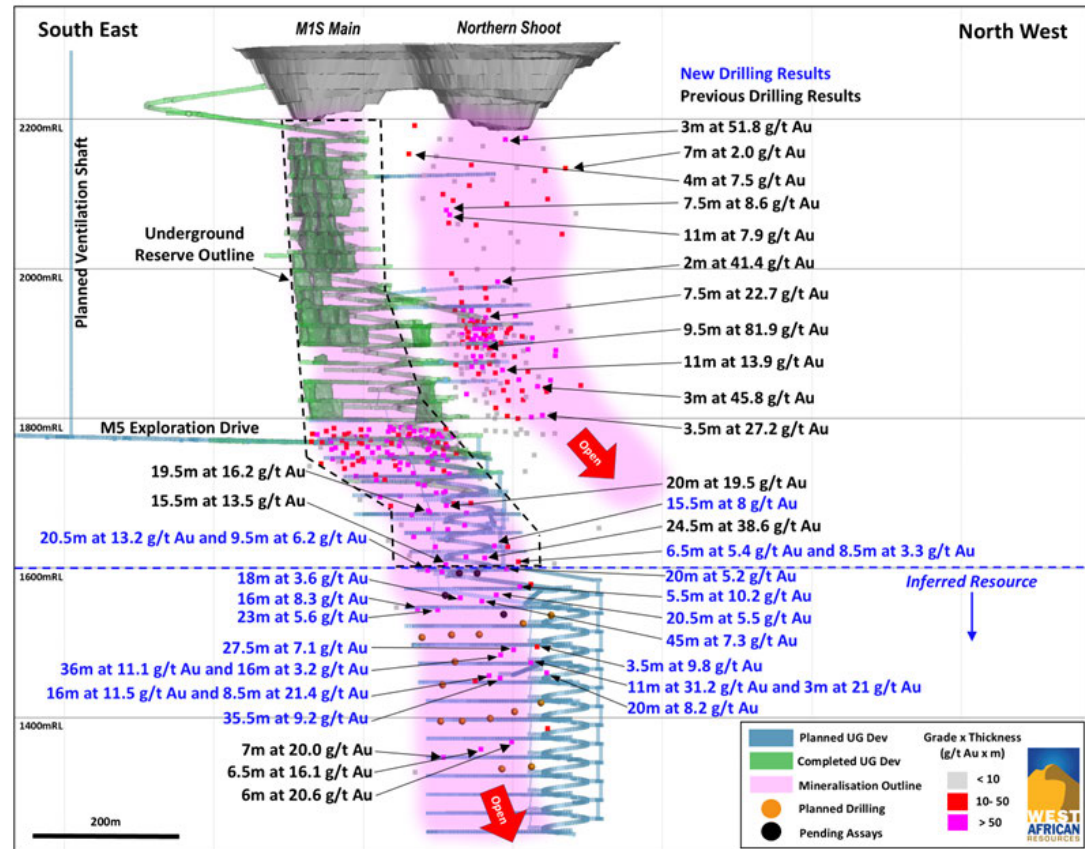 South East
M1S Main
Northern Shoot
North West
New Drilling Results
Previous Drilling Results
2200mRL
3m at 51.8 g/t Au
7m at 2.0 g/t Au
4m at 7.5 g/t Au
7.5m at 8.6 g/t Au
11m at 7.9 g/t Au
Planned Ventilation Shaft
Underground
Reserve Outline
2000mRL
2m at 41.4 g/t Au
7.5m at 22.7 g/t Au
9.5m at 81.9 g/t Au
11m at 13.9 g/t Au
3m at 45.8 g/t Au
3.5m at 27.2 g/t Au
1800mRL
M5 Exploration Drive
Open
19.5m at 16.2 g/t Au
15.5m at 13.5 g/t Au
20.5m at 13.2 g/t Au and 9.5m at 6.2 g/t Au
20m at 19.5 g/t Au
15.5m at 8 g/t Au
24.5m at 38.6 g/t Au
6.5m at 5.4 g/t Au and 8.5m at 3.3 g/t Au
1600mRL
Inferred Resource
18m at 3.6 g/t Au
16m at 8.3 g/t Au
23m at 5.6 g/t Au
20m at 5.2 g/t Au
5.5m at 10.2 g/t Au
20.5m at 5.5 g/t Au
45m at 7.3 g/t Au
27.5m at 7.1 g/t Au
36m at 11.1 g/t Au and 16m at 3.2 g/t Au
16m at 11.5 g/t Au and 8.5m at 21.4 g/t Au
35.5m at 9.2 g/t Au
3.5m at 9.8 g/t Au
11m at 31.2 g/t Au and 3m at 21 g/t Au
20m at 8.2 g/t Au
1400mRL
7m at 20.0 g/t Au
6.5m at 16.1 g/t Au
6m at 20.6 g/t Au
Open
200m
Planned UG Dev
Completed UG Dev
Mineralisation Outline
Planned Drilling
Pending Assays
Grade x Thickness
(g/t Au x m)
< 10
10- 50
> 50
WEST
AFRICAN
RESOURCES